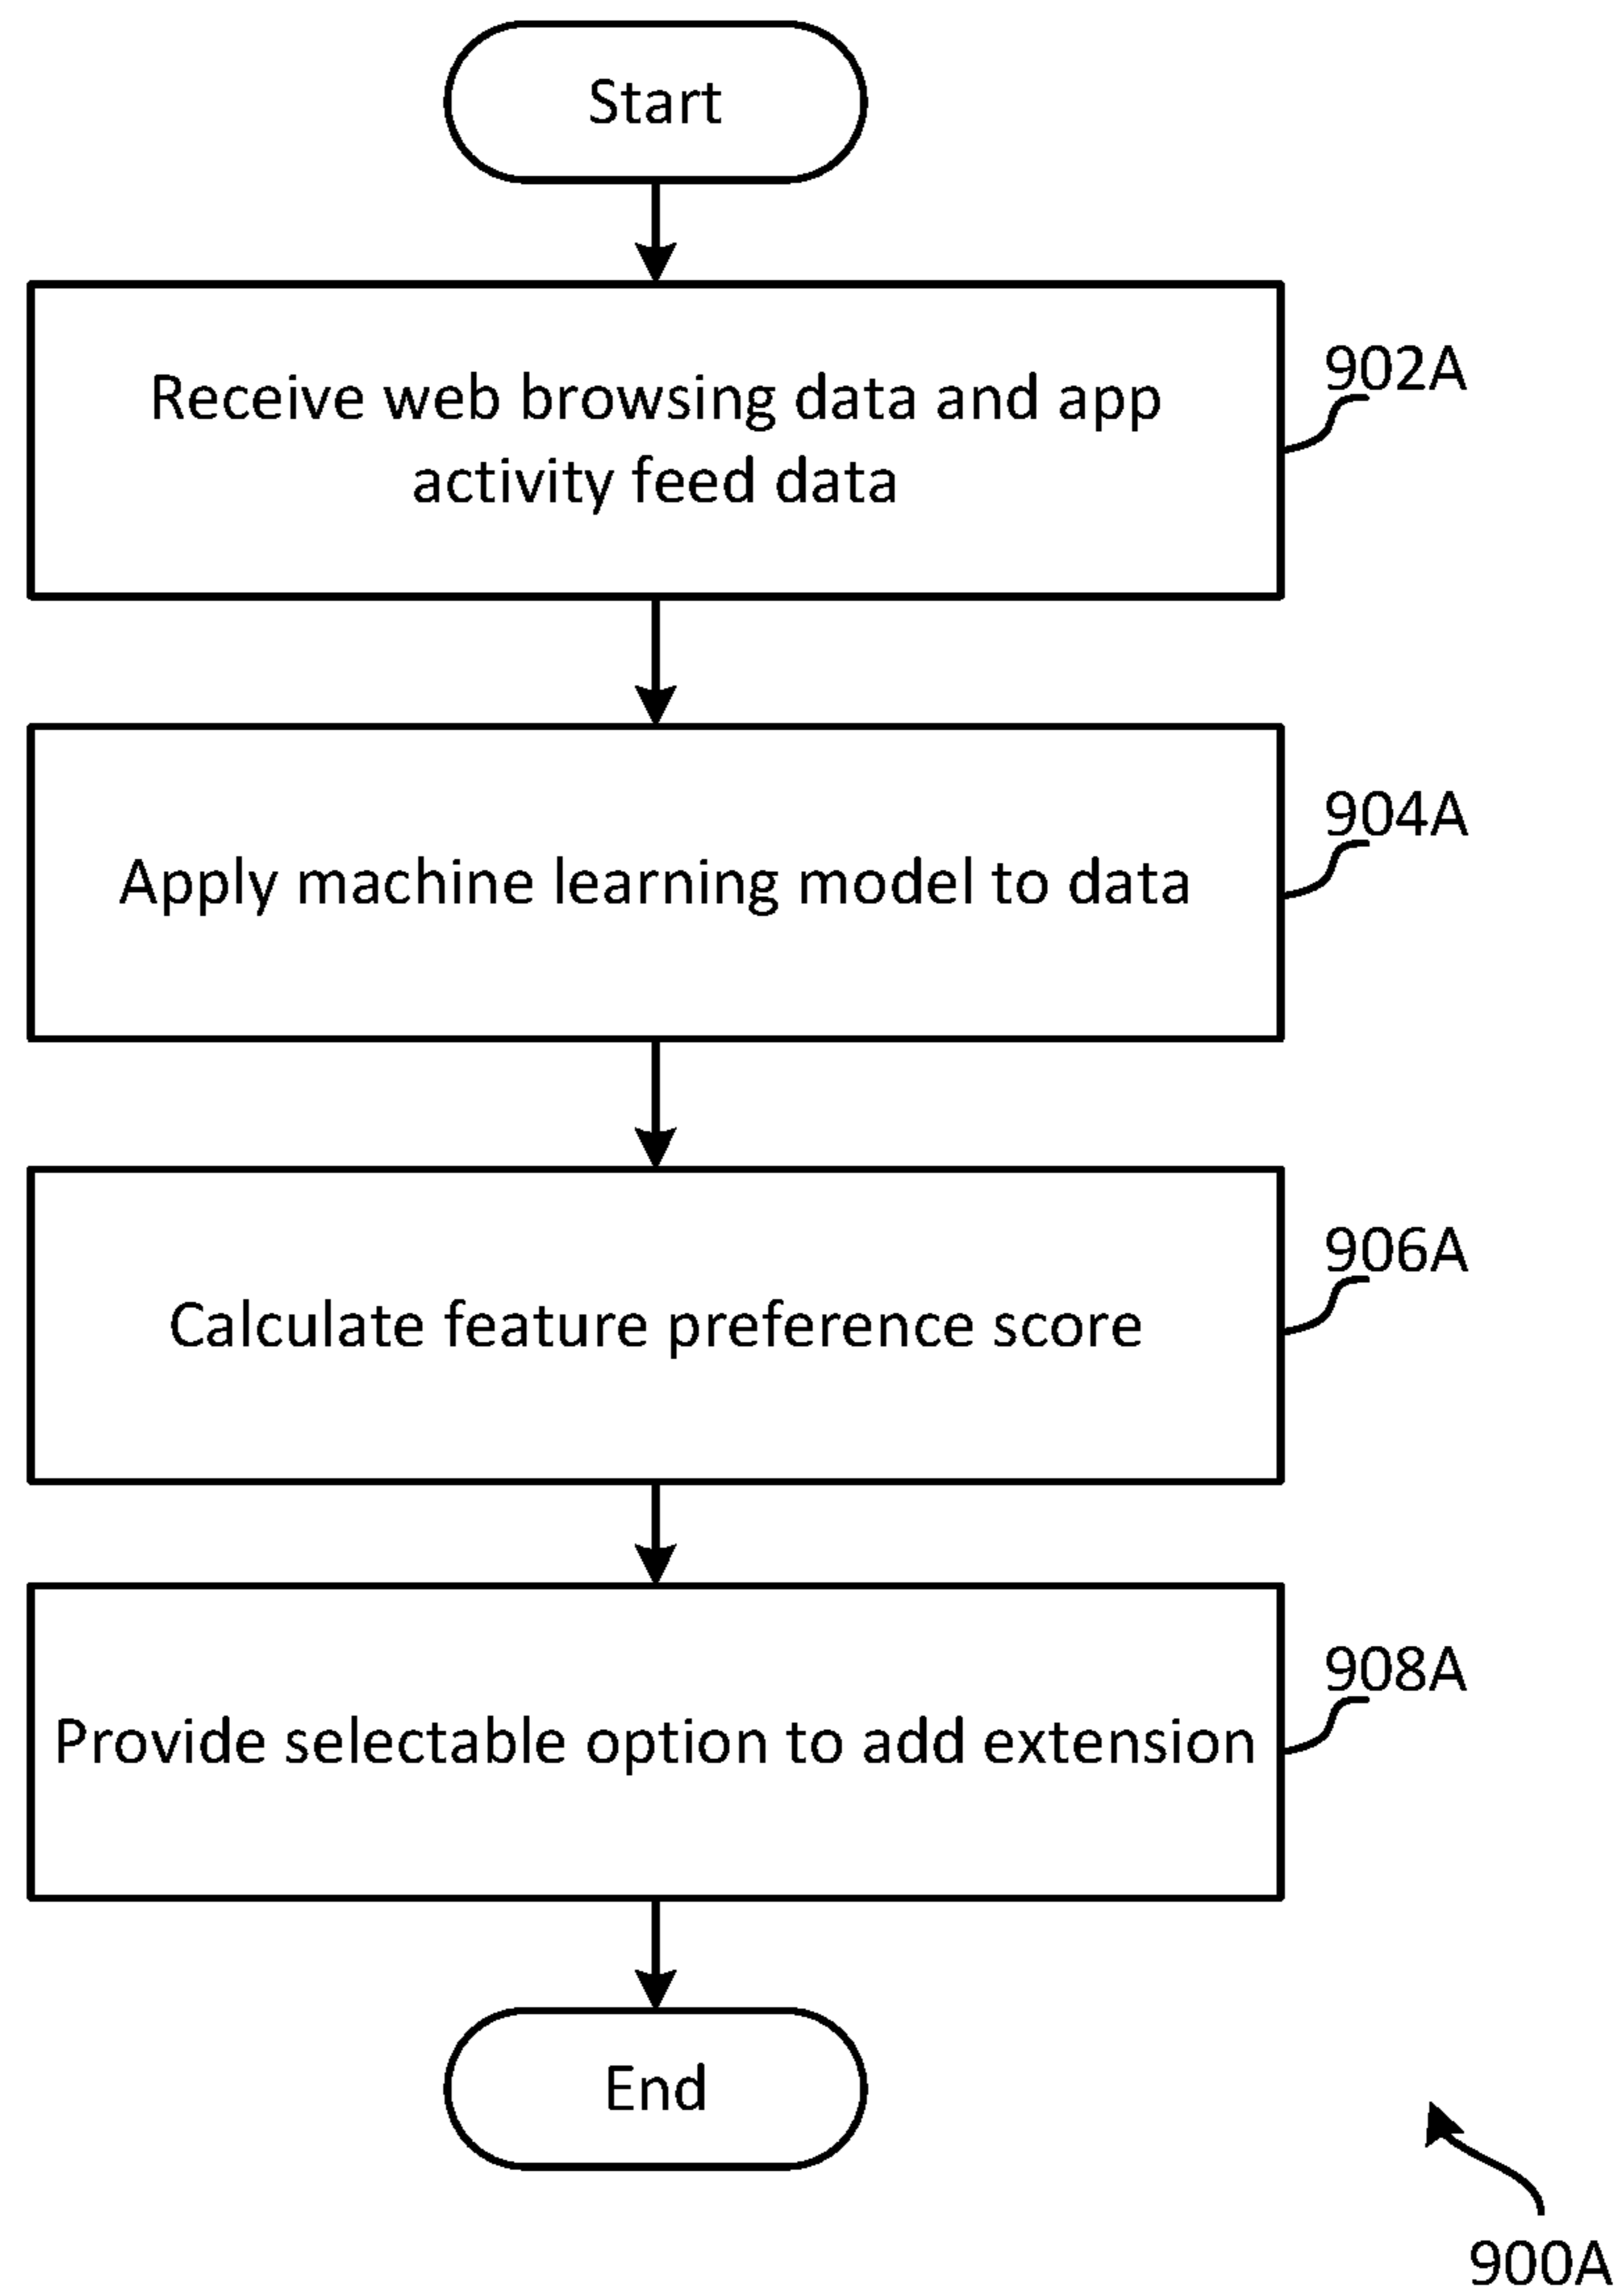 Start
Receive web browsing data and app
activity feed data
902A
Apply machine learning model to data
904A
Calculate feature preference score
906A
Provide selectable option to add extension
908A
End
900A